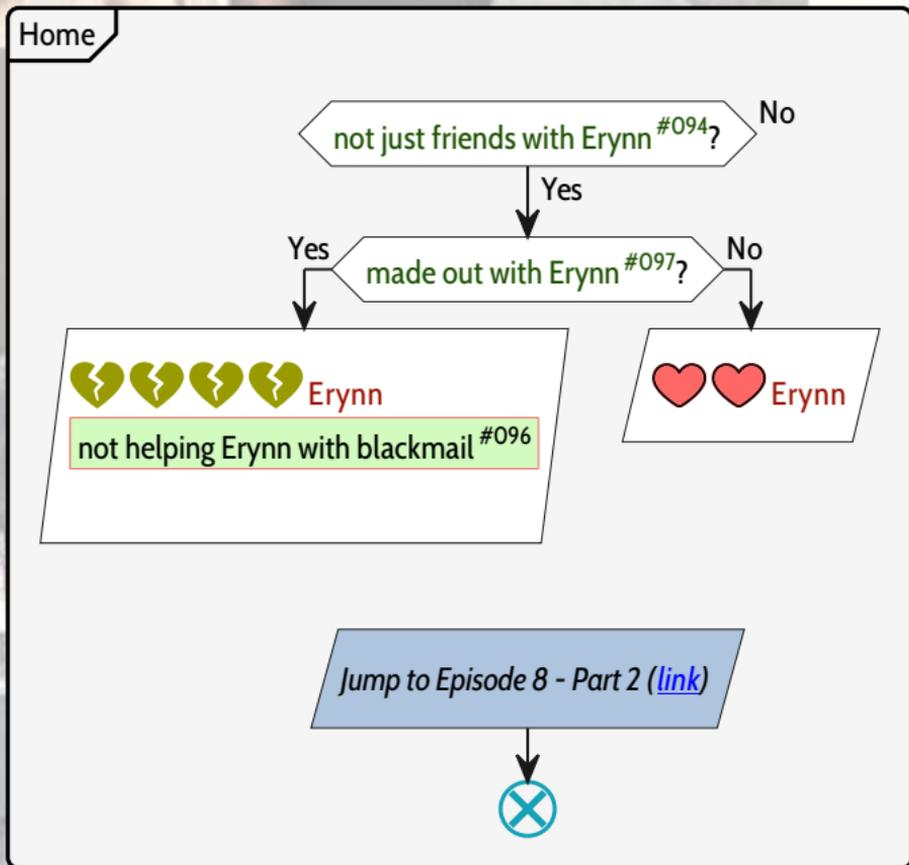 Home
not just friends with Erynn #094?
No
Yes
Yes
made out with Erynn #097?
No
Erynn
not helping Erynn with blackmail #096
Erynn
Jump to Episode 8 - Part 2 (link)